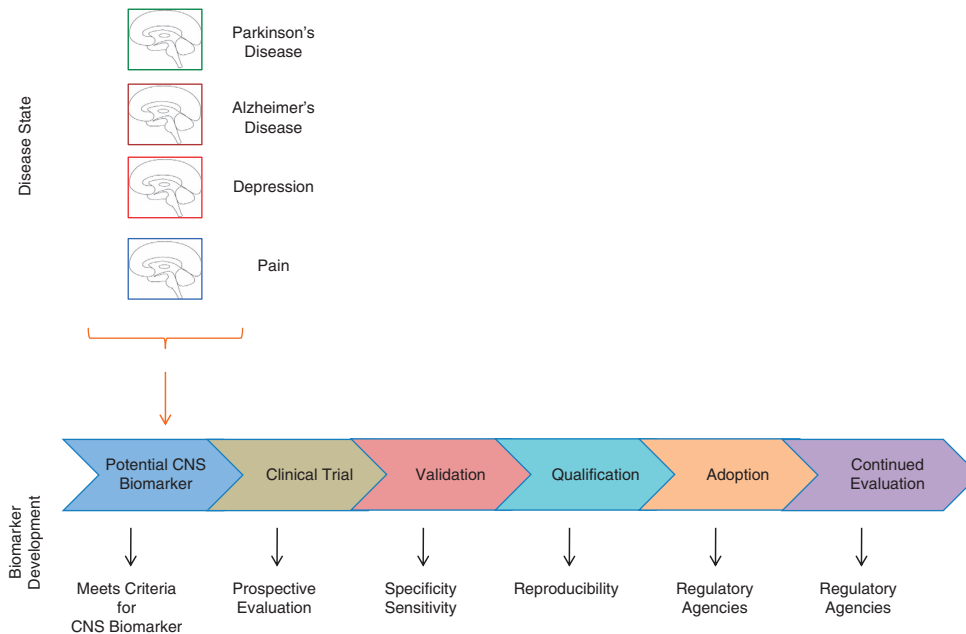 Disease State
Parkinson's
Disease
Alzheimer's
Disease
Depression
Pain
Biomarker
Development
Potential CNS
Biomarker
Clinical Trial
Validation
Qualification
Adoption
Continued
Evaluation
Meets Criteria
for
CNS Biomarker
Prospective
Evaluation
Specificity
Sensitivity
Reproducibility
Regulatory
Agencies
Regulatory
Agencies